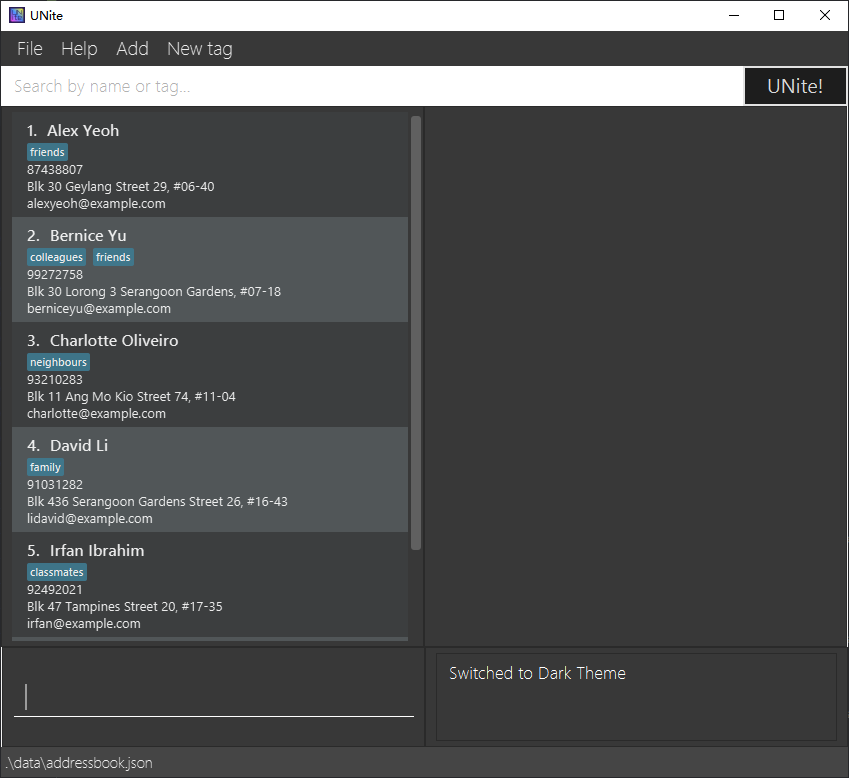 UNite
File Help Add New tag
Search by name or tag...
UNite!
1. Alex Yeoh
friends
87438807
Blk 30 Geylang Street 29, #06-40
alexyeoh@example.com
2. Bernice Yu
colleagues friends
99272758
Blk 30 Lorong 3 Serangoon Gardens, #07-18
berniceyu@example.com
3. Charlotte Oliveiro
neighbours
93210283
Blk 11 Ang Mo Kio Street 74, #11-04
charlotte@example.com
4. David Li
family
91031282
Blk 436 Serangoon Gardens Street 26, #16-43
lidavid@example.com
5. Irfan Ibrahim
classmates
92492021
Blk 47 Tampines Street 20, #17-35
irfan@example.com
Switched to Dark Theme
.\data\addressbook.json